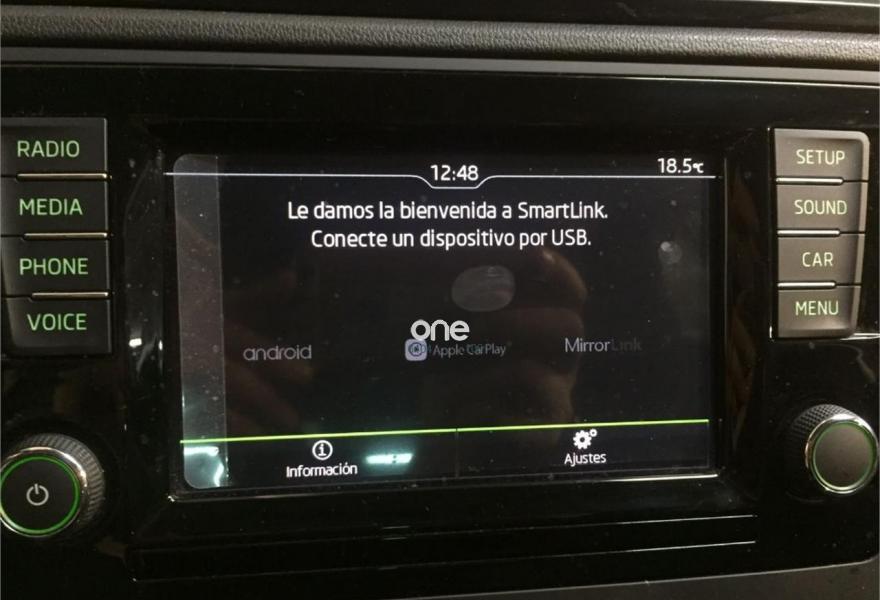 RADIO
MEDIA
PHONE
VOICE
12:48
18.5°C
Le damos la bienvenida a SmartLink.
Conecte un dispositivo por USB.
one
android
Apple CarPlay
MirrorLink
Información
Ajustes
SETUP
SOUND
CAR
MENU